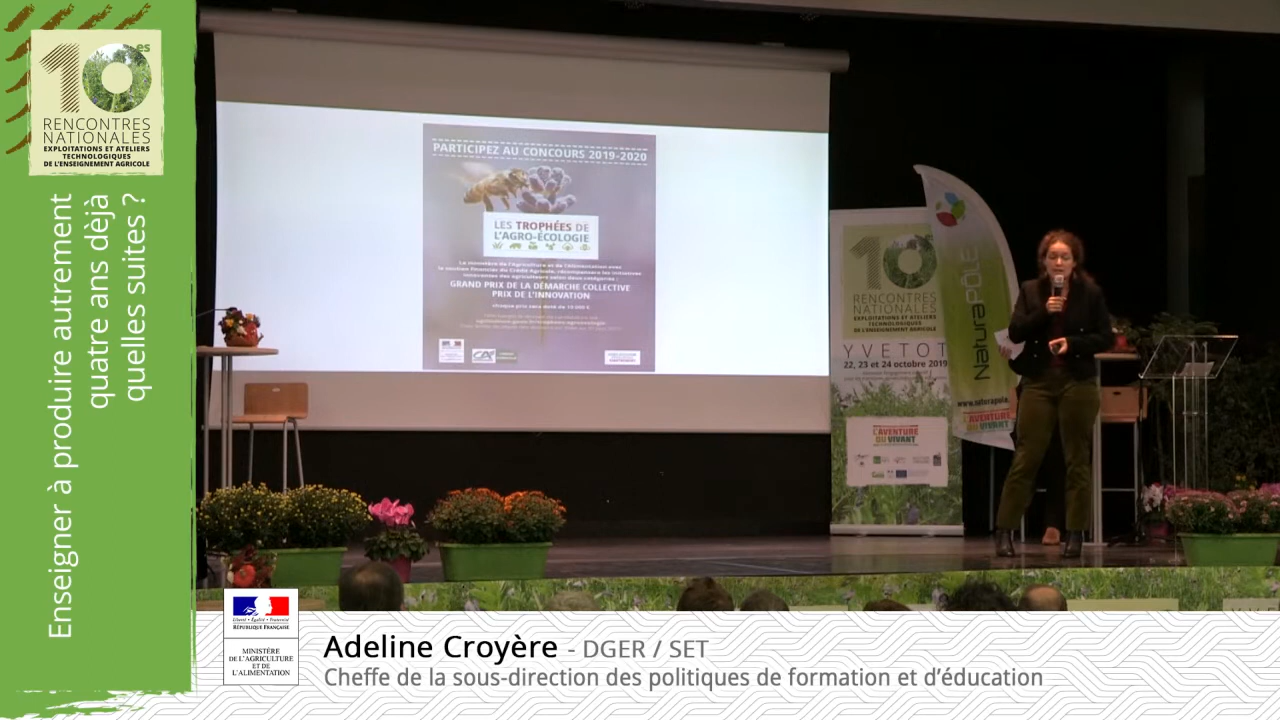 10es
RENCONTRES
NATIONALES
EXPLOITATIONS ET ATELIERS
TECHNOLOGIQUES
DE L'ENSEIGNEMENT AGRICOLE
Enseigner à produire autrement
quatre ans dèjà
quelles suites ?
PARTICIPEZ AU CONCOURS 2019-2020
LES TROPHÉES DE
L'AGRO-ÉCOLOGIE
GRAND PRIX DE LA DÉMARCHE COLLECTIVE
PRIX DE L'INNOVATION
10
RENCONTRES
NATIONALES
EXPLOITATIONS ET ATELIERS
TECHNOLOGIQUES
DE L'ENSEIGNEMENT AGRICOLE
YVETOT
22, 23 et 24 octobre 2019
L'AVENTURE
DU VIVANT
NaturaPÔLE
www.naturapole.
L'AVENTURE
DU VIVANT
Liberté • Égalité • Fraternité
RÉPUBLIQUE FRANÇAISE
MINISTÈRE
DE L'AGRICULTURE
ET DE
L'ALIMENTATION
Adeline Croyère - DGER / SET
Cheffe de la sous-direction des politiques de formation et d'éducation